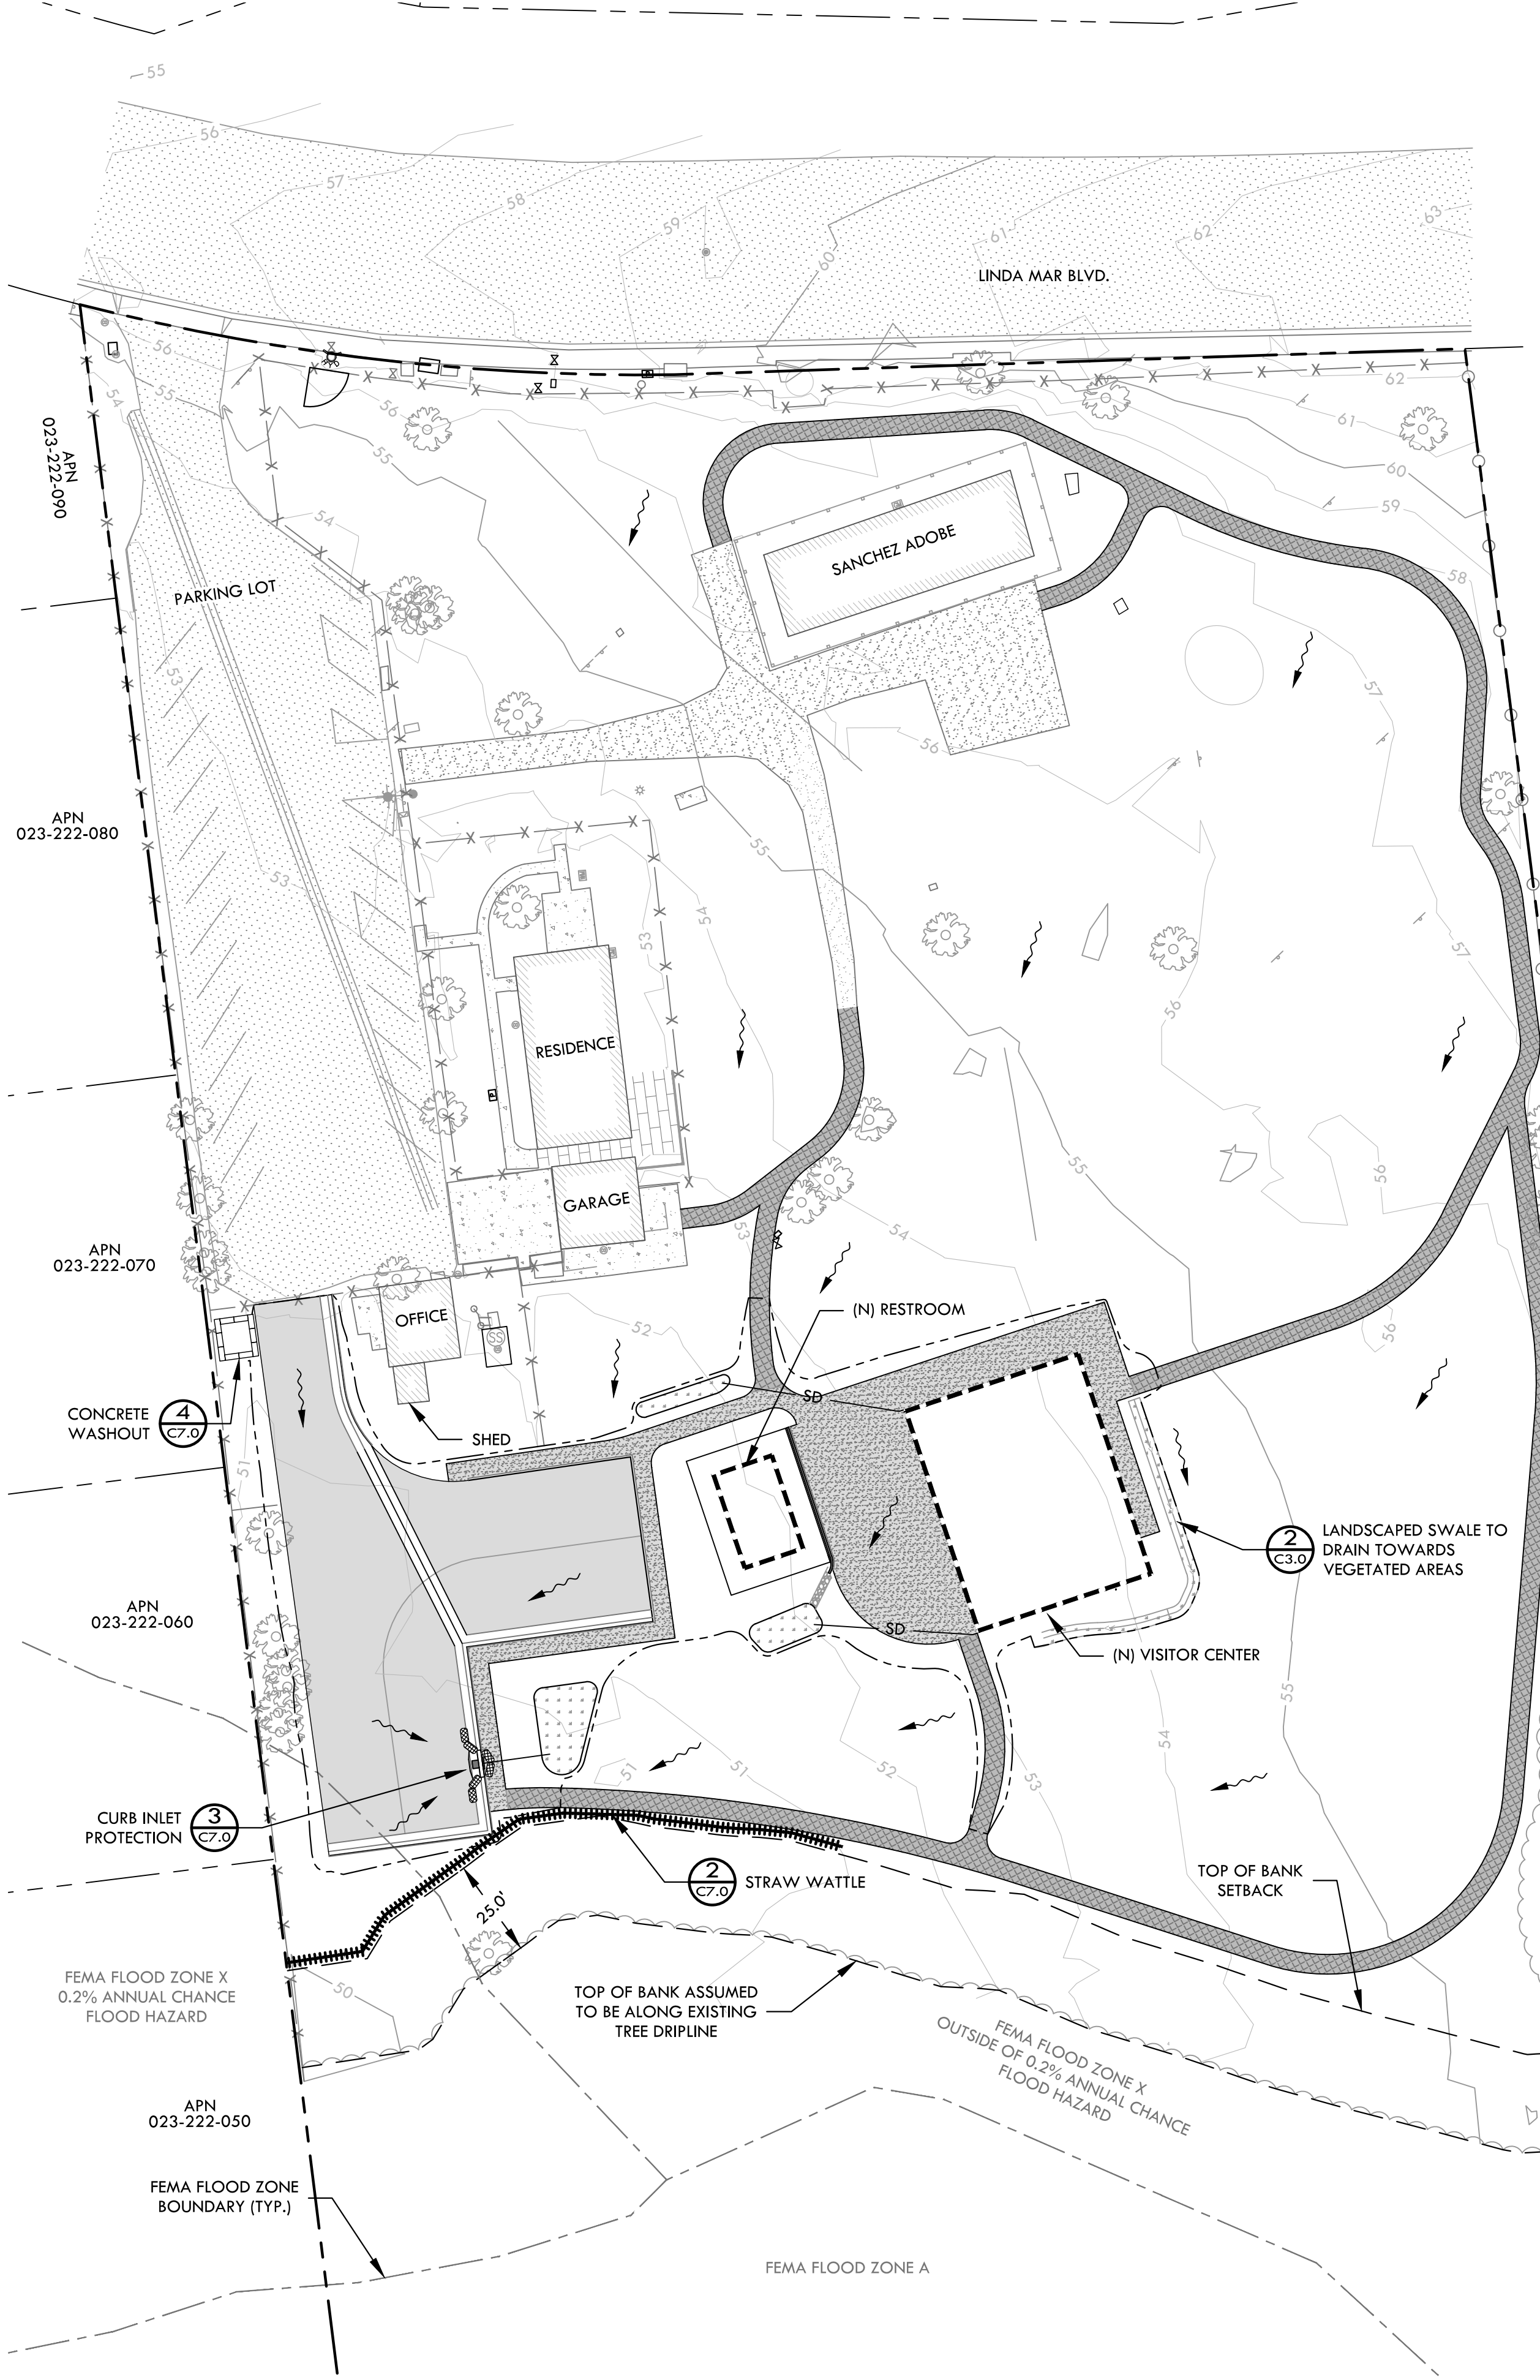 55
56
57
58
59
60
61
62
63
LINDA MAR BLVD.
56
55
54
56
55
62
61
60
59
58
54
APN
023-222-090
PARKING LOT
SANCHEZ ADOBE
53
57
56
APN
023-222-080
55
53
54
53
57
56
RESIDENCE
55
56
GARAGE
53
54
APN
023-222-070
OFFICE
SS
(N) RESTROOM
52
56
SD
CONCRETE
WASHOUT
4
C7.0
SHED
51
2
C3.0
LANDSCAPED SWALE TO
DRAIN TOWARDS
VEGETATED AREAS
APN
023-222-060
SD
(N) VISITOR CENTER
55
54
51
51
52
53
CURB INLET
PROTECTION
3
C7.0
2
C7.0
STRAW WATTLE
TOP OF BANK
SETBACK
25.0'
FEMA FLOOD ZONE X
0.2% ANNUAL CHANCE
FLOOD HAZARD
50
TOP OF BANK ASSUMED
TO BE ALONG EXISTING
TREE DRIPLINE
FEMA FLOOD ZONE X
OUTSIDE OF 0.2% ANNUAL CHANCE
FLOOD HAZARD
APN
023-222-050
FEMA FLOOD ZONE
BOUNDARY (TYP.)
FEMA FLOOD ZONE A